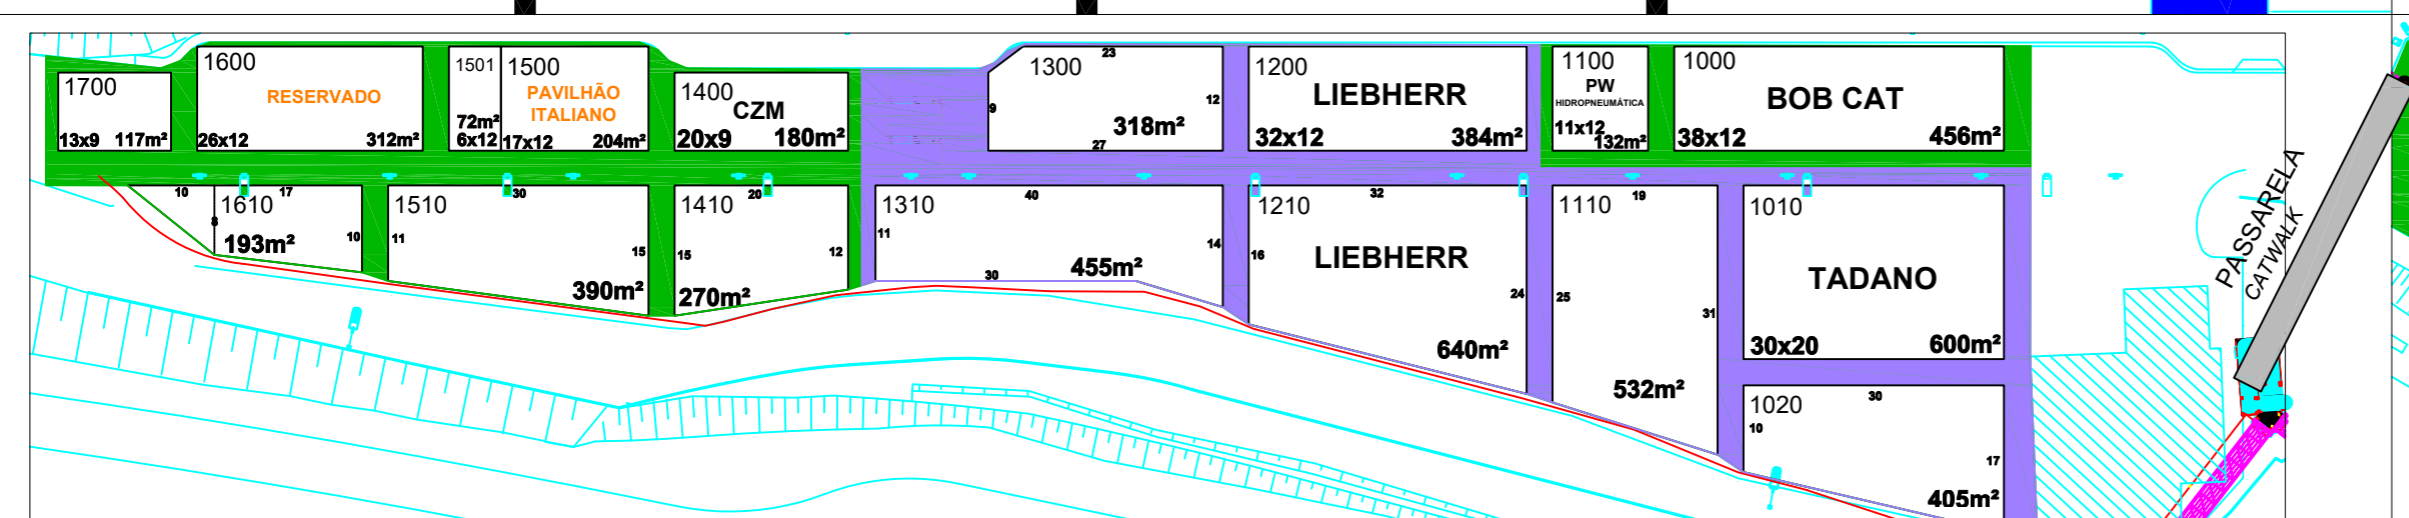 1700
13x9 117m²
1600
RESERVADO
26x12 312m²
1501
72m²
6x12
1500
PAVILHÃO
ITALIANO
17x12 204m²
1400
CZM
20x9 180m²
1300
23
9
12
318m²
27
1200
LIEBHERR
32x12 384m²
1100
PW
HIDROPNEUMÁTICA
11x12
132m²
1000
BOB CAT
38x12 456m²
10
17
1610
8
10
193m²
30
1510
11
15
390m²
20
1410
15
12
270m²
1310
40
11
14
30
455m²
1210
32
LIEBHERR
16
24
640m²
1110
19
25
31
532m²
1010
TADANO
30x20 600m²
1020
30
10
17
405m²
PASSARELA
CATWALK